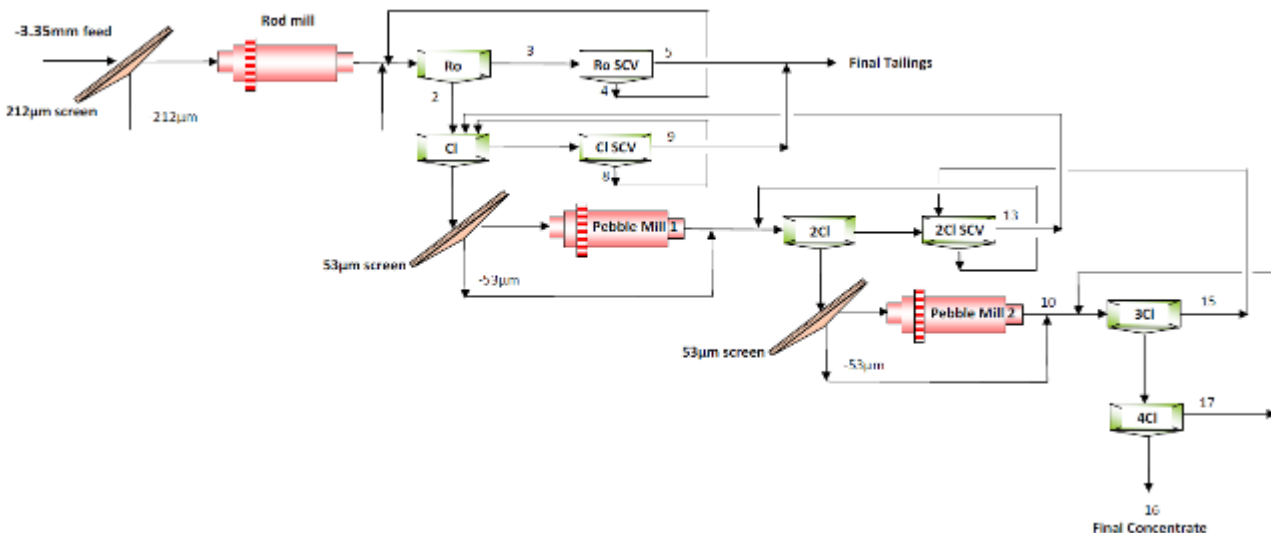 Rod mill
-3.35mm feed
Ro
3
Ro SCV
5
Final Tailings
4
2
212µm screen
212µm
Cl
Cl SCV
9
8
Pebble Mill 1
2Cl
2Cl SCV
13
53µm screen
-53µm
Pebble Mill 2
10
3Cl
15
53µm screen
-53µm
4Cl
17
16
Final Concentrate